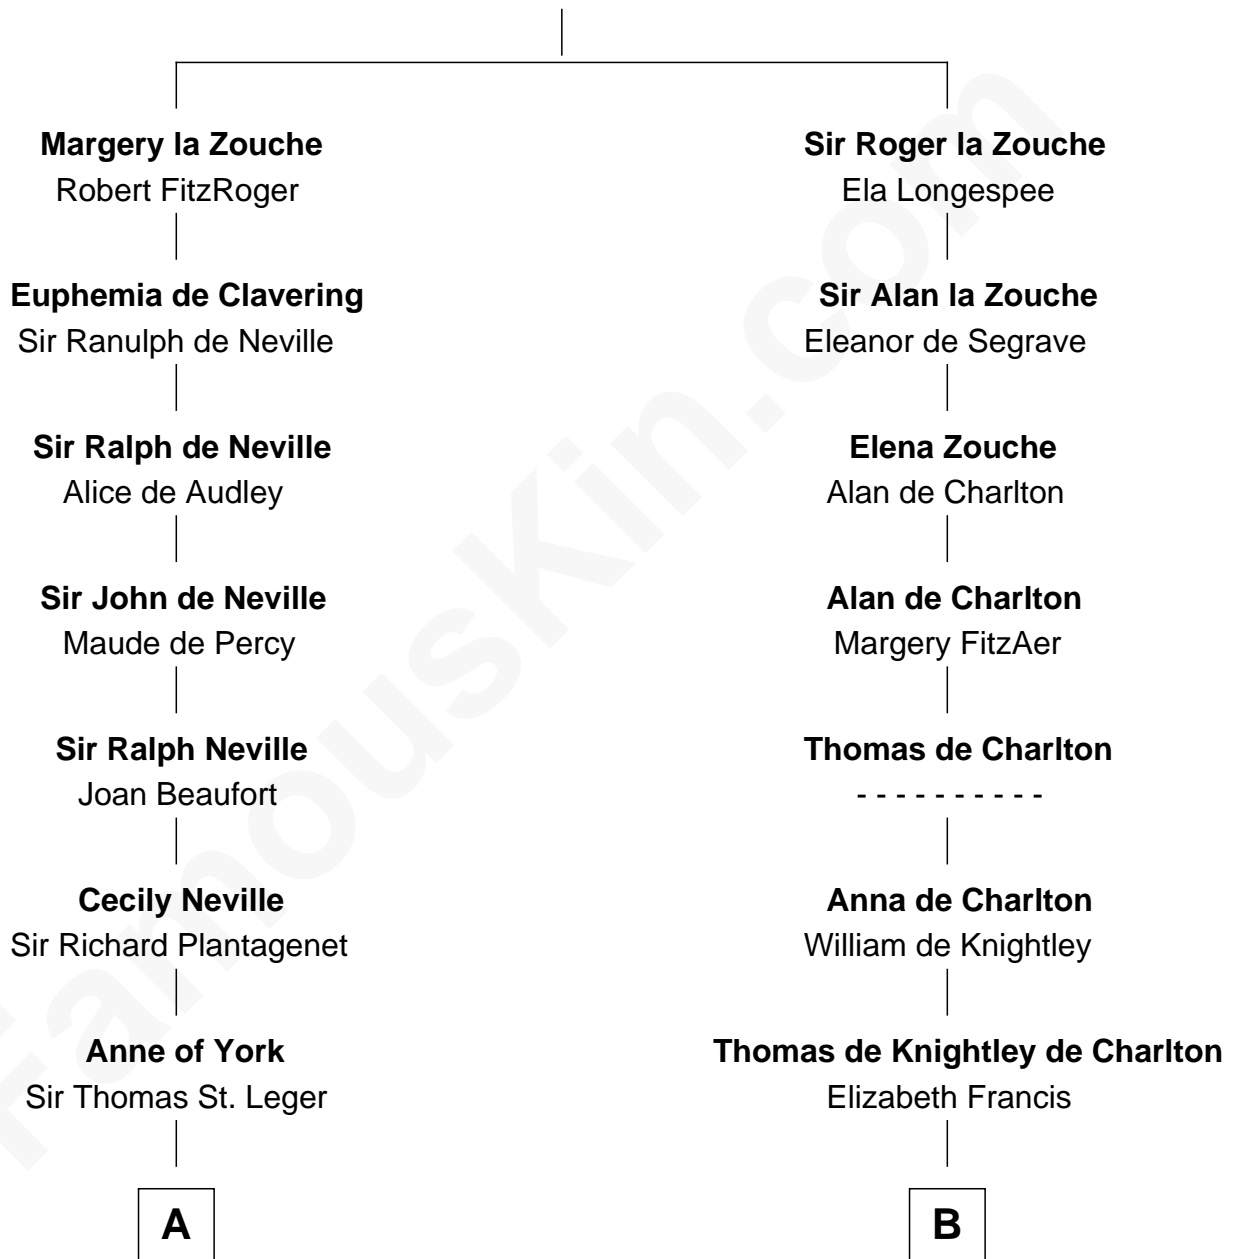 Margery la Zouche
Robert FitzRoger
Sir Roger la Zouche
Ela Longespee
Euphemia de Clavering
Sir Ranulph de Neville
Sir Alan la Zouche
Eleanor de Segrave
Sir Ralph de Neville
Alice de Audley
Elena Zouche
Alan de Charlton
Sir John de Neville
Maude de Percy
Alan de Charlton
Margery FitzAer
Sir Ralph Neville
Joan Beaufort
Thomas de Charlton
- - - - - - - - - -
Cecily Neville
Sir Richard Plantagenet
Anna de Charlton
William de Knightley
Anne of York
Sir Thomas St. Leger
Thomas de Knightley de Charlton
Elizabeth Francis
A
B
FamousKin.com